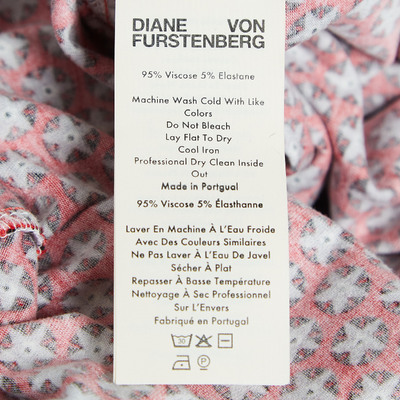 DIANE VON
FURSTENBERG
95% Viscose 5% Elastane
Machine Wash Cold With Like
Colors
Do Not Bleach
Lay Flat To Dry
Cool Iron
Professional Dry Clean Inside
Out
Made in Portgual
95% Viscose 5% Élasthanne
Laver En Machine À L'Eau Froide
Avec Des Couleurs Similaires
Ne Pas Laver À L'Eau De Javel
Sécher À Plat
Repasser À Basse Température
Nettoyage À Sec Professionnel
Sur L'Envers
Fabriqué en Portugal
30
P